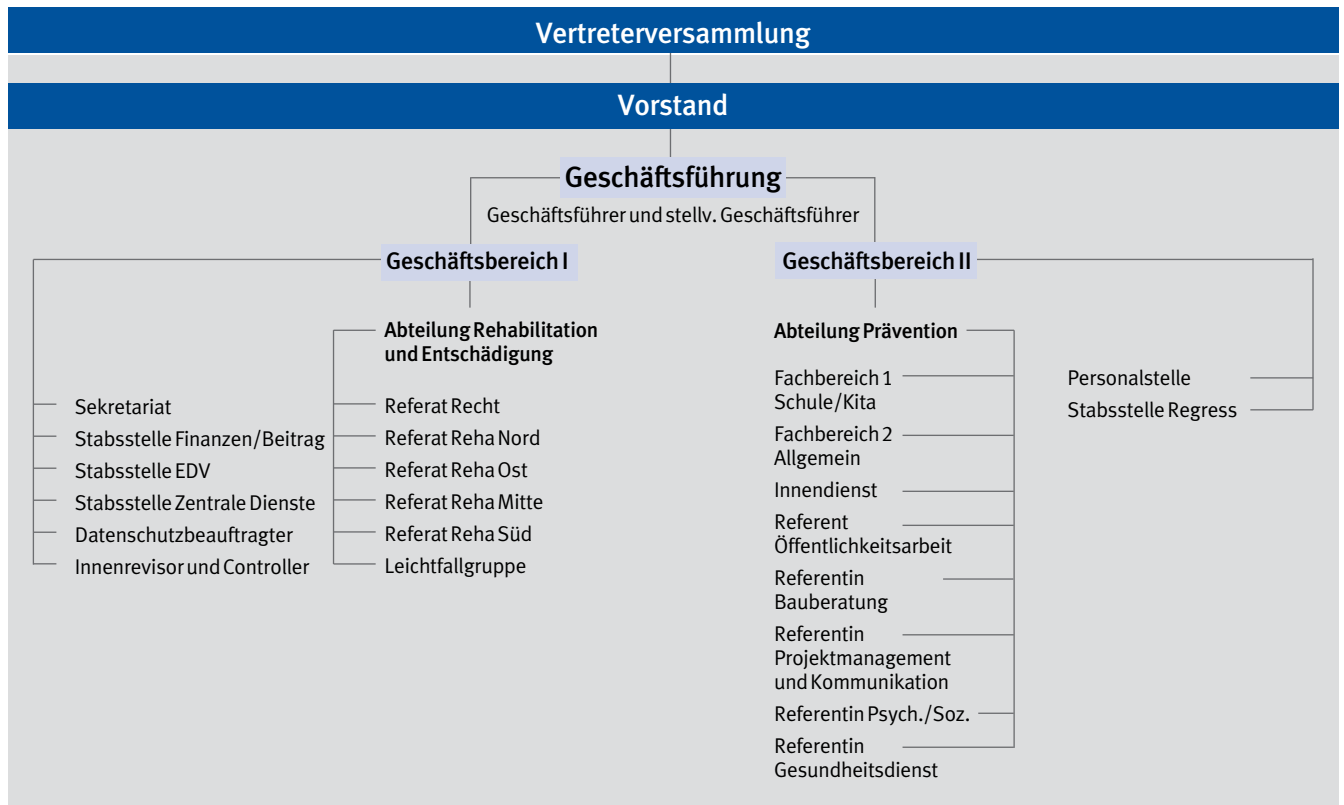 Vertreterversammlung
Vorstand
Geschäftsführung
Geschäftsführer und stellv. Geschäftsführer
Geschäftsbereich I
Sekretariat
Stabsstelle Finanzen/Beitrag
Stabsstelle EDV
Stabsstelle Zentrale Dienste
Datenschutzbeauftragter
Innenrevisor und Controller
Abteilung Rehabilitation
und Entschädigung
Referat Recht
Referat Reha Nord
Referat Reha Ost
Referat Reha Mitte
Referat Reha Süd
Leichtfallgruppe
Geschäftsbereich II
Abteilung Prävention
Fachbereich 1
Schule/Kita
Fachbereich 2
Allgemein
Innendienst
Referent
Öffentlichkeitsarbeit
Referentin
Bauberatung
Referentin
Projektmanagement
und Kommunikation
Referentin Psych./Soz.
Referentin
Gesundheitsdienst
Personalstelle
Stabsstelle Regress